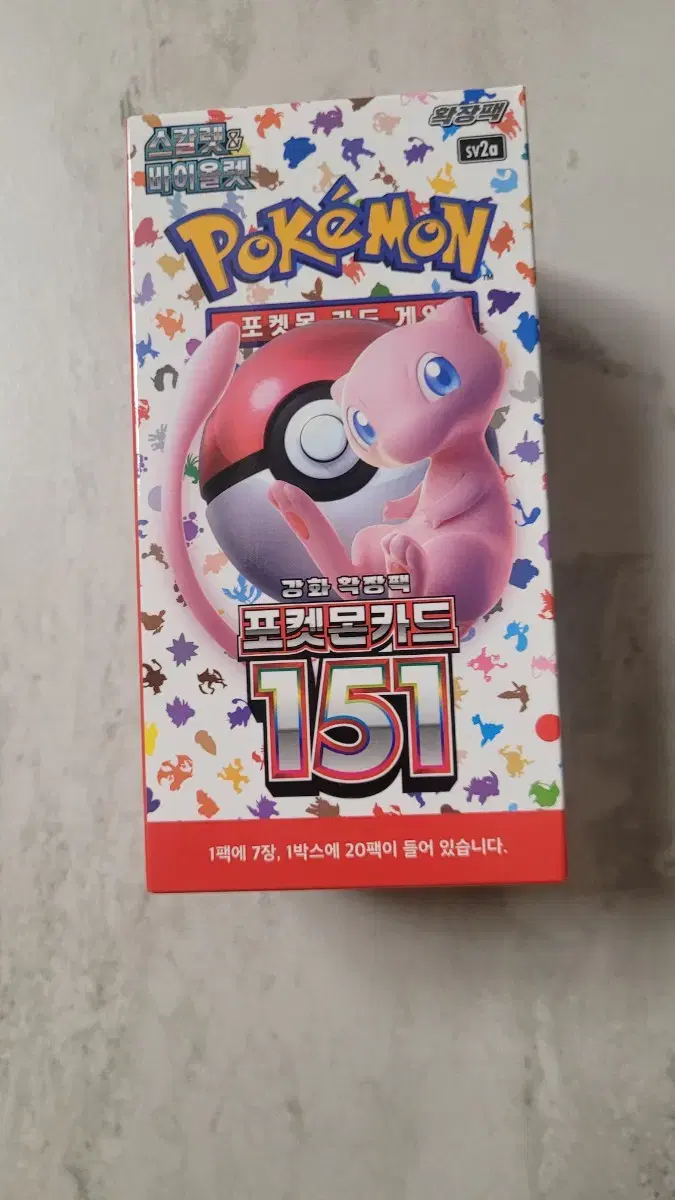 스칼렛&
바이올렛
확장팩
sv2a
POKéMON
TM
포켓몬 카드 게임
강화 확장팩
포켓몬카드
151
1팩에 7장, 1박스에 20팩이 들어 있습니다.